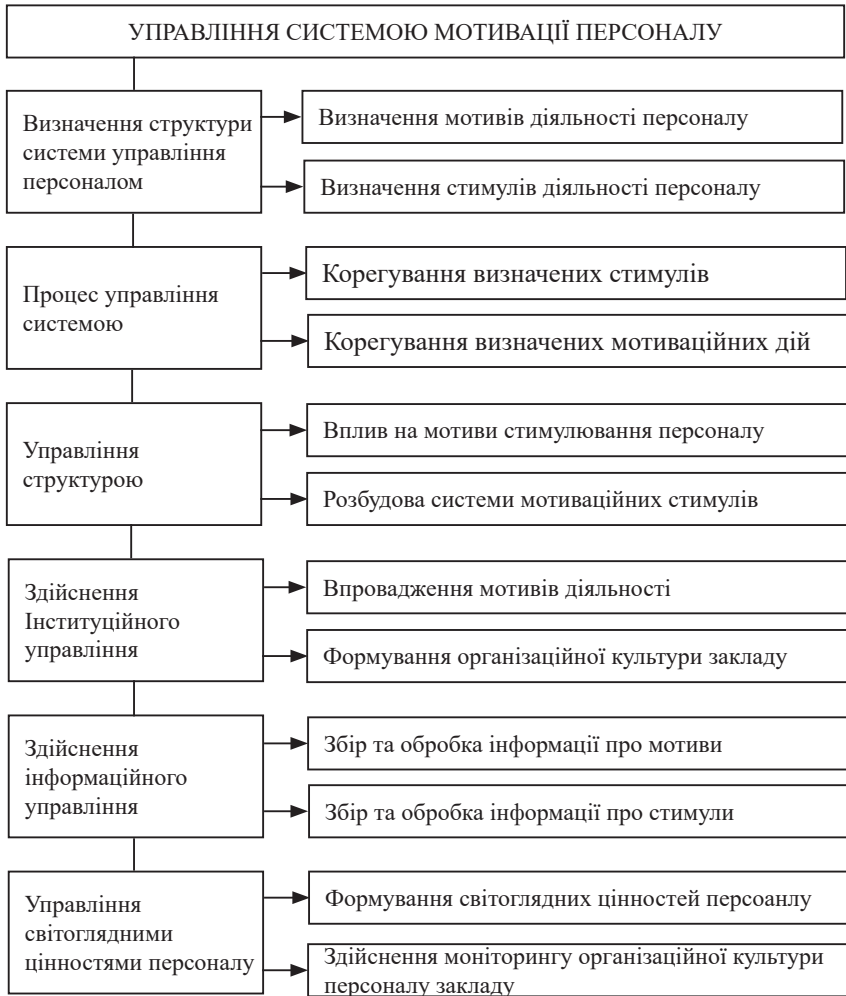 УПРАВЛІННЯ СИСТЕМОЮ МОТИВАЦІЇ ПЕРСОНАЛУ
Визначення структури
системи управління
персоналом
Визначення мотивів діяльності персоналу
Визначення стимулів діяльності персоналу
Процес управління
системою
Корегування визначених стимулів
Корегування визначених мотиваційних дій
Управління
структурою
Вплив на мотиви стимулювання персоналу
Розбудова системи мотиваційних стимулів
Здійснення
Інституційного
управління
Впровадження мотивів діяльності
Формування організаційної культури закладу
Здійснення
інформаційного
управління
Збір та обробка інформації про мотиви
Збір та обробка інформації про стимули
Управління
світоглядними
цінностями персоналу
Формування світоглядних цінностей персоанлу
Здійснення моніторингу організаційної культури
персоналу закладу